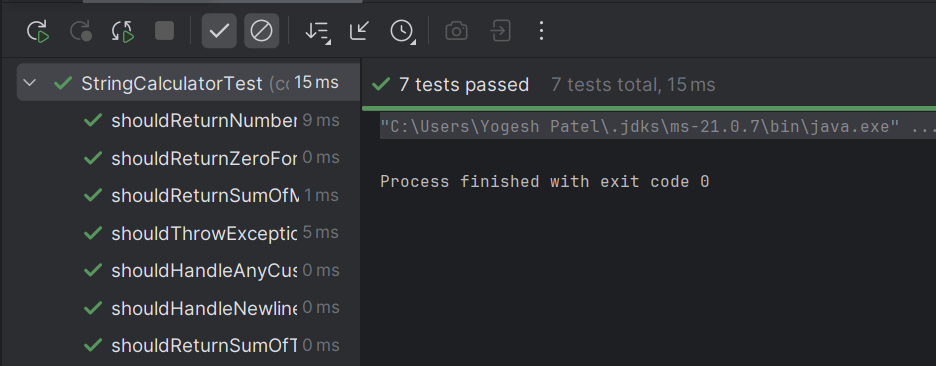 StringCalculatorTest (co 15 ms
shouldReturnNumber 9 ms
shouldReturnZeroFor 0 ms
shouldReturnSumOfM 1 ms
shouldThrowExceptio 5 ms
shouldHandleAnyCus 0 ms
shouldHandleNewline 0 ms
shouldReturnSumOfT 0 ms
7 tests passed 7 tests total, 15 ms
"C:\Users\Yogesh Patel\.jdks\ms-21.0.7\bin\java.exe" ...
Process finished with exit code 0